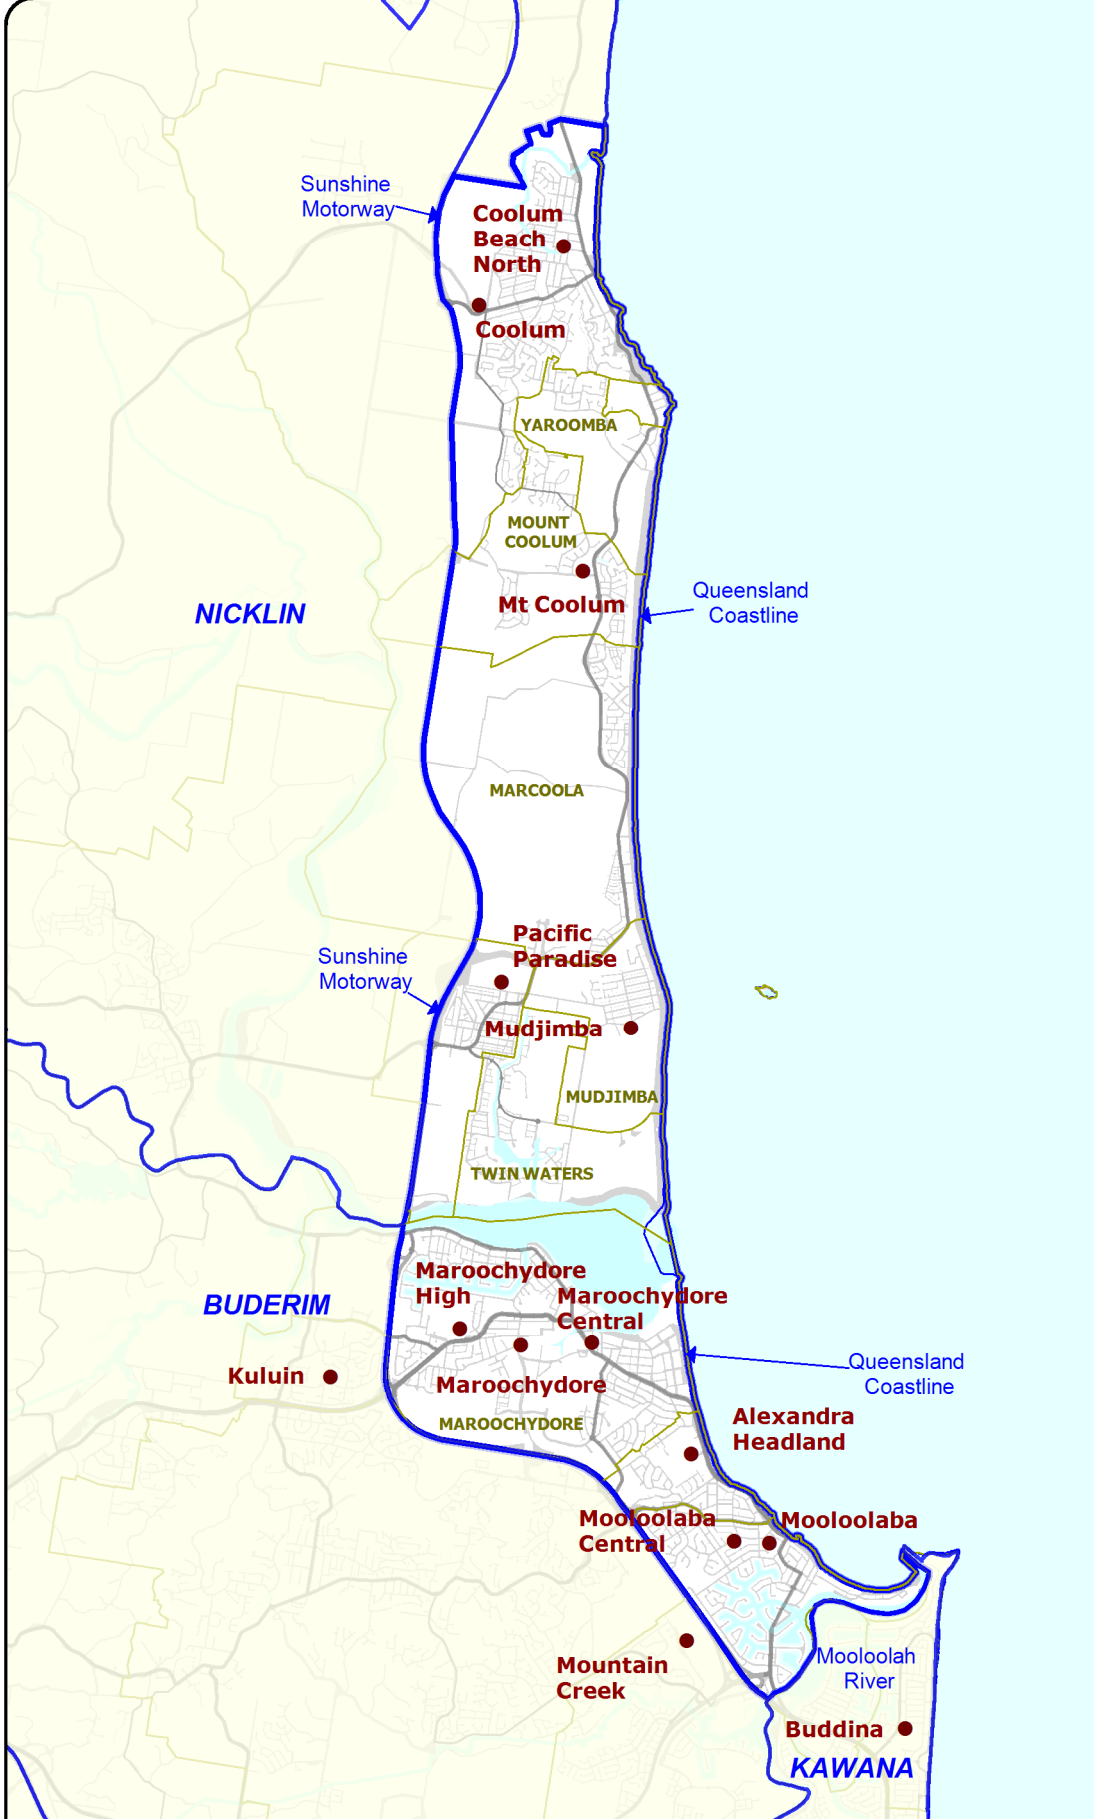 Sunshine
Motorway
Coolum
Beach
North
Coolum
YAROOMBA
MOUNT
COOLUM
Mt Coolum
Queensland
Coastline
NICKLIN
MARCOOLA
Pacific
Paradise
Sunshine
Motorway
Mudjimba
MUDJIMBA
TWIN WATERS
Maroochydore
High
Maroochydore
Central
BUDERIM
Kuluin
Maroochydore
Queensland
Coastline
MAROOCHYDORE
Alexandra
Headland
Mooloolaba
Central
Mooloolaba
Mountain
Creek
Mooloolah
River
Buddina
KAWANA